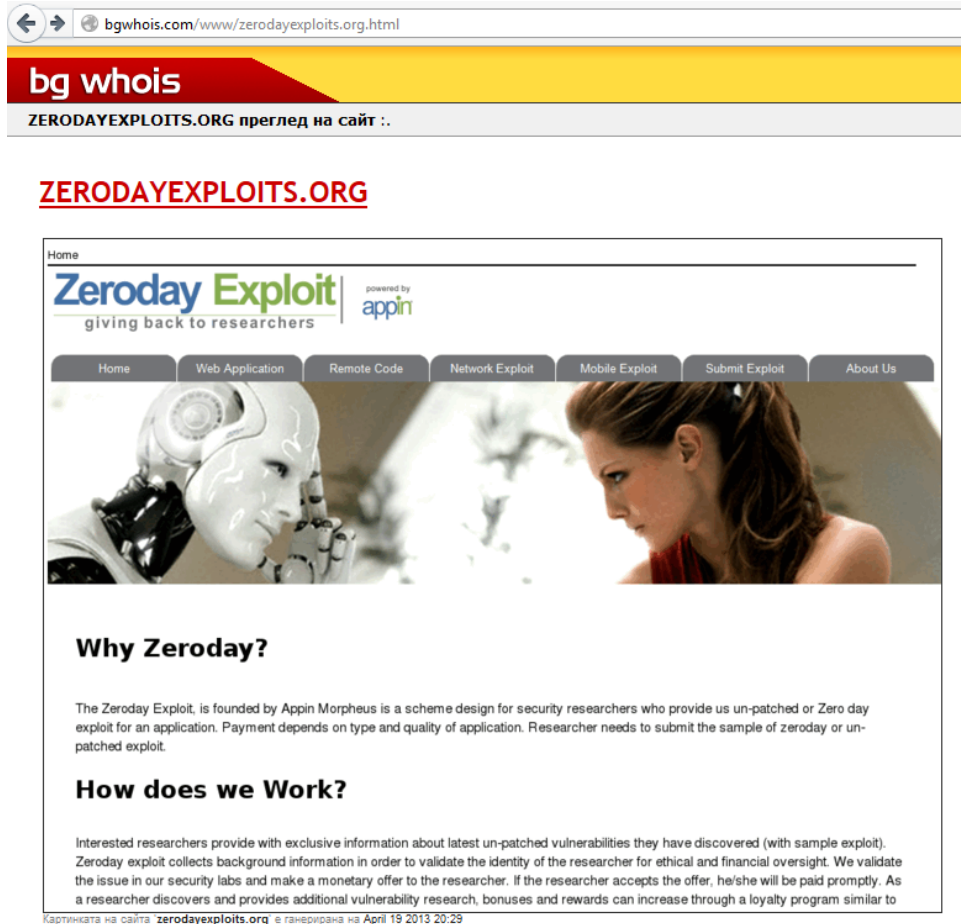 bgwhois.com/www/zerodayexploits.org.html
bg whois
ZERODAYEXPLOITS.ORG преглед на сайт :.
ZERODAYEXPLOITS.ORG
Home
Zeroday Exploit
giving back to researchers
powered by
appin
Home Web Application Remote Code Network Exploit Mobile Exploit Submit Exploit About Us
Why Zeroday?
The Zeroday Exploit, is founded by Appin Morpheus is a scheme design for security researchers who provide us un-patched or Zero day
exploit for an application. Payment depends on type and quality of application. Researcher needs to submit the sample of zeroday or un-
patched exploit.
How does we Work?
Interested researchers provide with exclusive information about latest un-patched vulnerabilities they have discovered (with sample exploit).
Zeroday exploit collects background information in order to validate the identity of the researcher for ethical and financial oversight. We validate
the issue in our security labs and make a monetary offer to the researcher. If the researcher accepts the offer, he/she will be paid promptly. As
a researcher discovers and provides additional vulnerability research, bonuses and rewards can increase through a loyalty program similar to
Картинката на сайта 'zerodayexploits.org' е ганерирана на April 19 2013 20:29